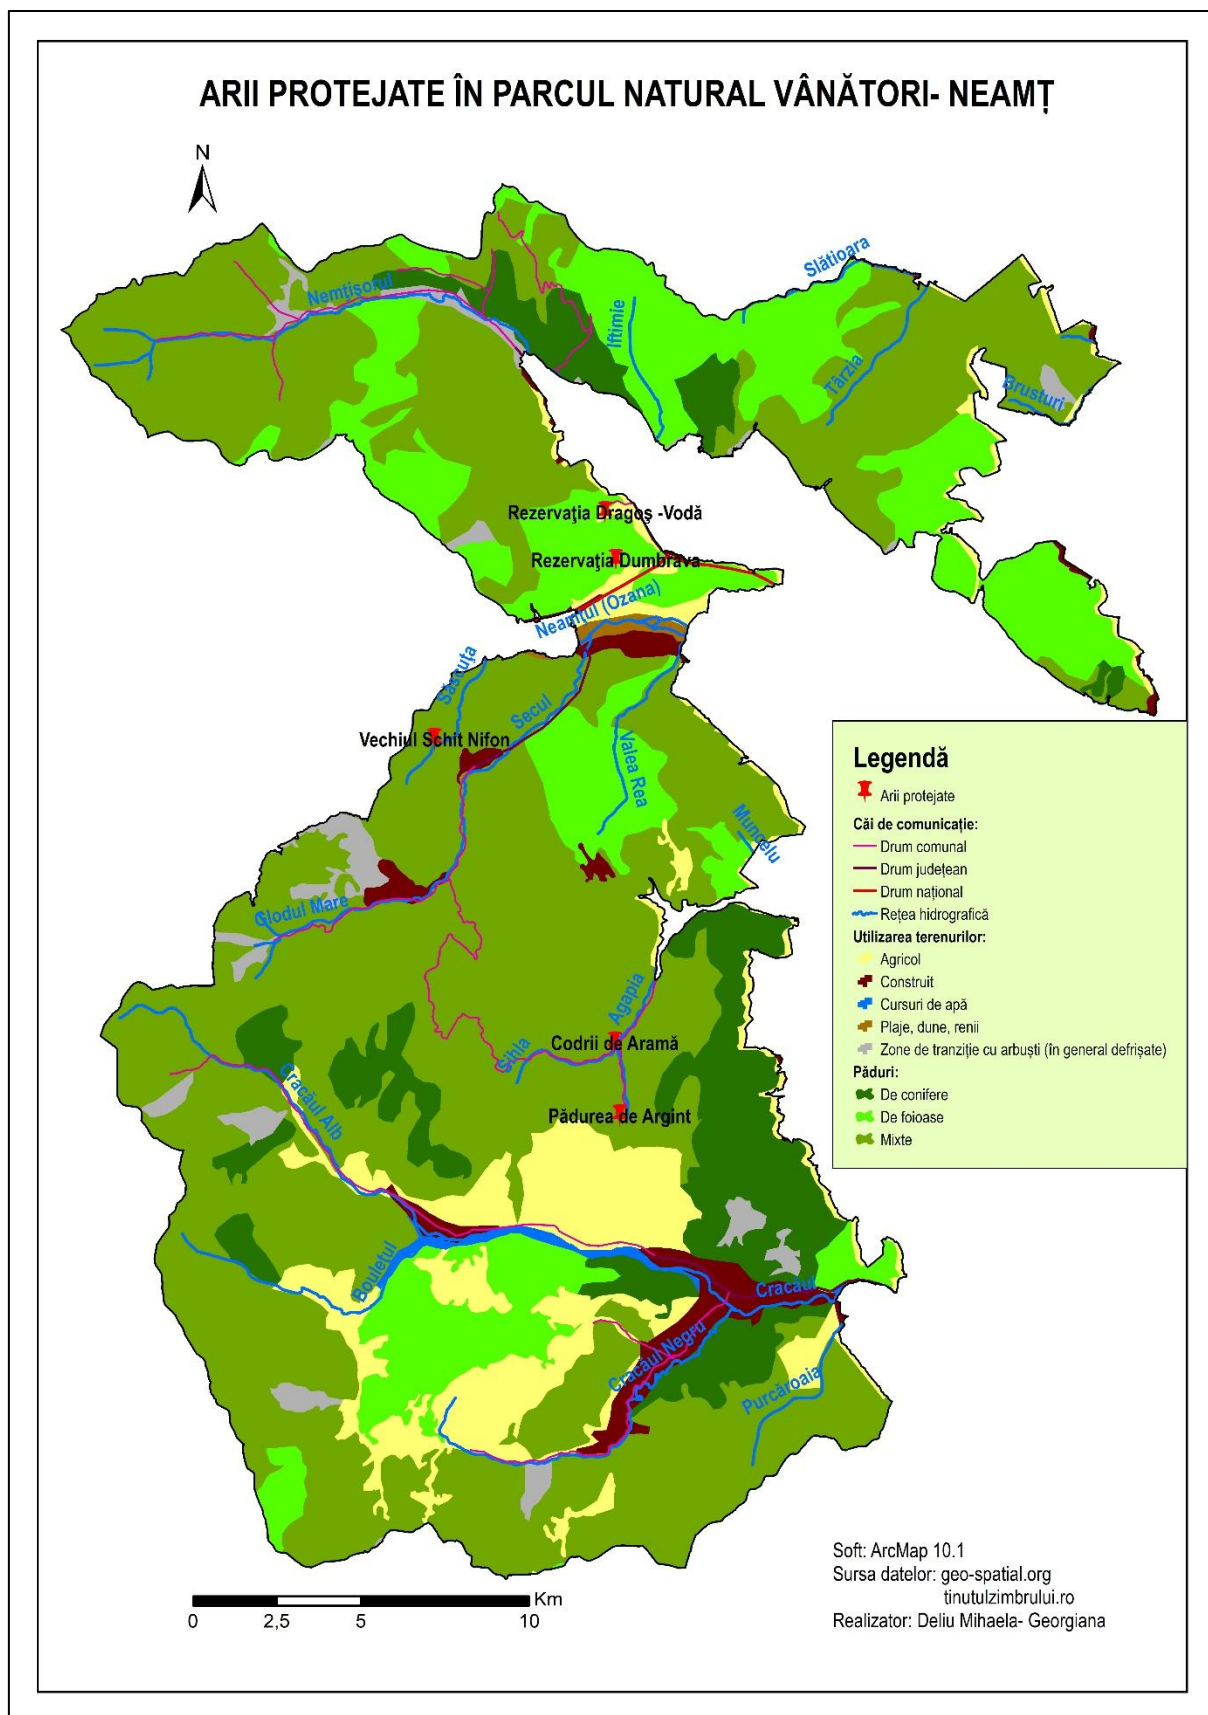 ARII PROTEJATE ÎN PARCUL NATURAL VÂNĂTORI- NEAMȚ
N
Slătioara
Nemțișorul
Iftimie
Târzia
Brusturi
Rezervația Dragoș -Vodă
Rezervația Dumbrava
Neamțul (Ozana)
Săscuța
Secul
Vechiul Schit Nifon
Valea Rea
Muncelu
Glodul Mare
Agapia
Sihla
Codrii de Aramă
Cracăul Alb
Pădurea de Argint
Bouleţul
Cracăul
Cracăul Negru
Purcăroaia
Legendă
Arii protejate
Căi de comunicație:
Drum comunal
Drum județean
Drum național
Rețea hidrografică
Utilizarea terenurilor:
Agricol
Construit
Cursuri de apă
Plaje, dune, renii
Zone de tranziție cu arbuști (în general defrișate)
Păduri:
De conifere
De foioase
Mixte
Km
0 2,5 5 10
Soft: ArcMap 10.1
Sursa datelor: geo-spatial.org
tinutulzimbrului.ro
Realizator: Deliu Mihaela- Georgiana